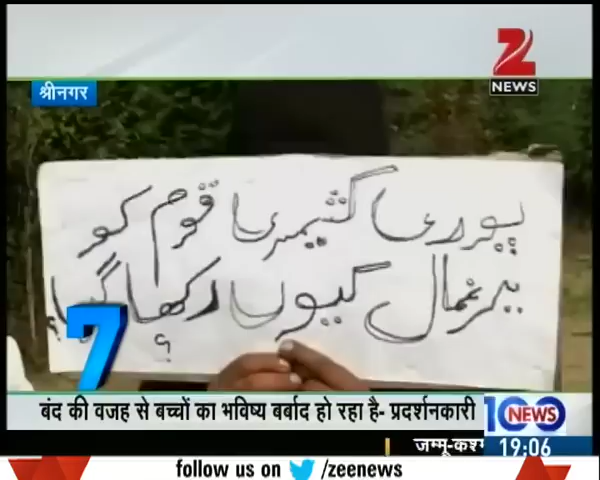 Z
NEWS
श्रीनगर
پوری کشمیری قوم کو
یرغمال کیوں رکھا گیا
؟
7
बंद की वजह से बच्चों का भविष्य बर्बाद हो रहा है- प्रदर्शनकारी
NEWS 100
जम्मू-कश्म
19:06
follow us on /zeenews